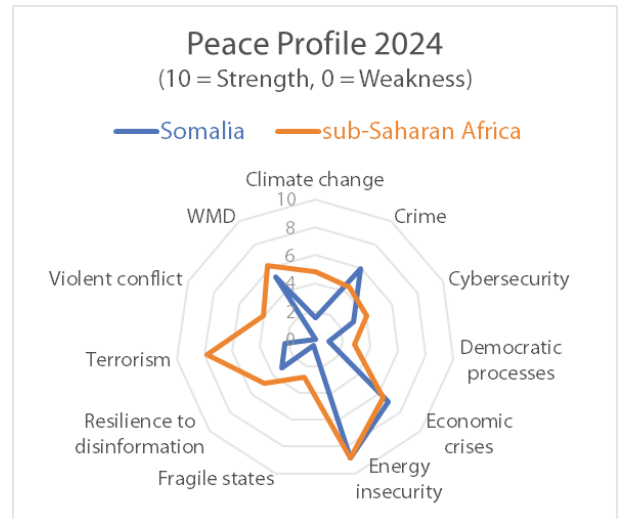 Peace Profile 2024
(10 = Strength, 0 = Weakness)
Somalia
sub-Saharan Africa
Climate change
10
8
6
4
2
0
WMD
Crime
Violent conflict
Cybersecurity
Terrorism
Democratic
processes
Resilience to
disinformation
Economic
crises
Fragile states
Energy
insecurity